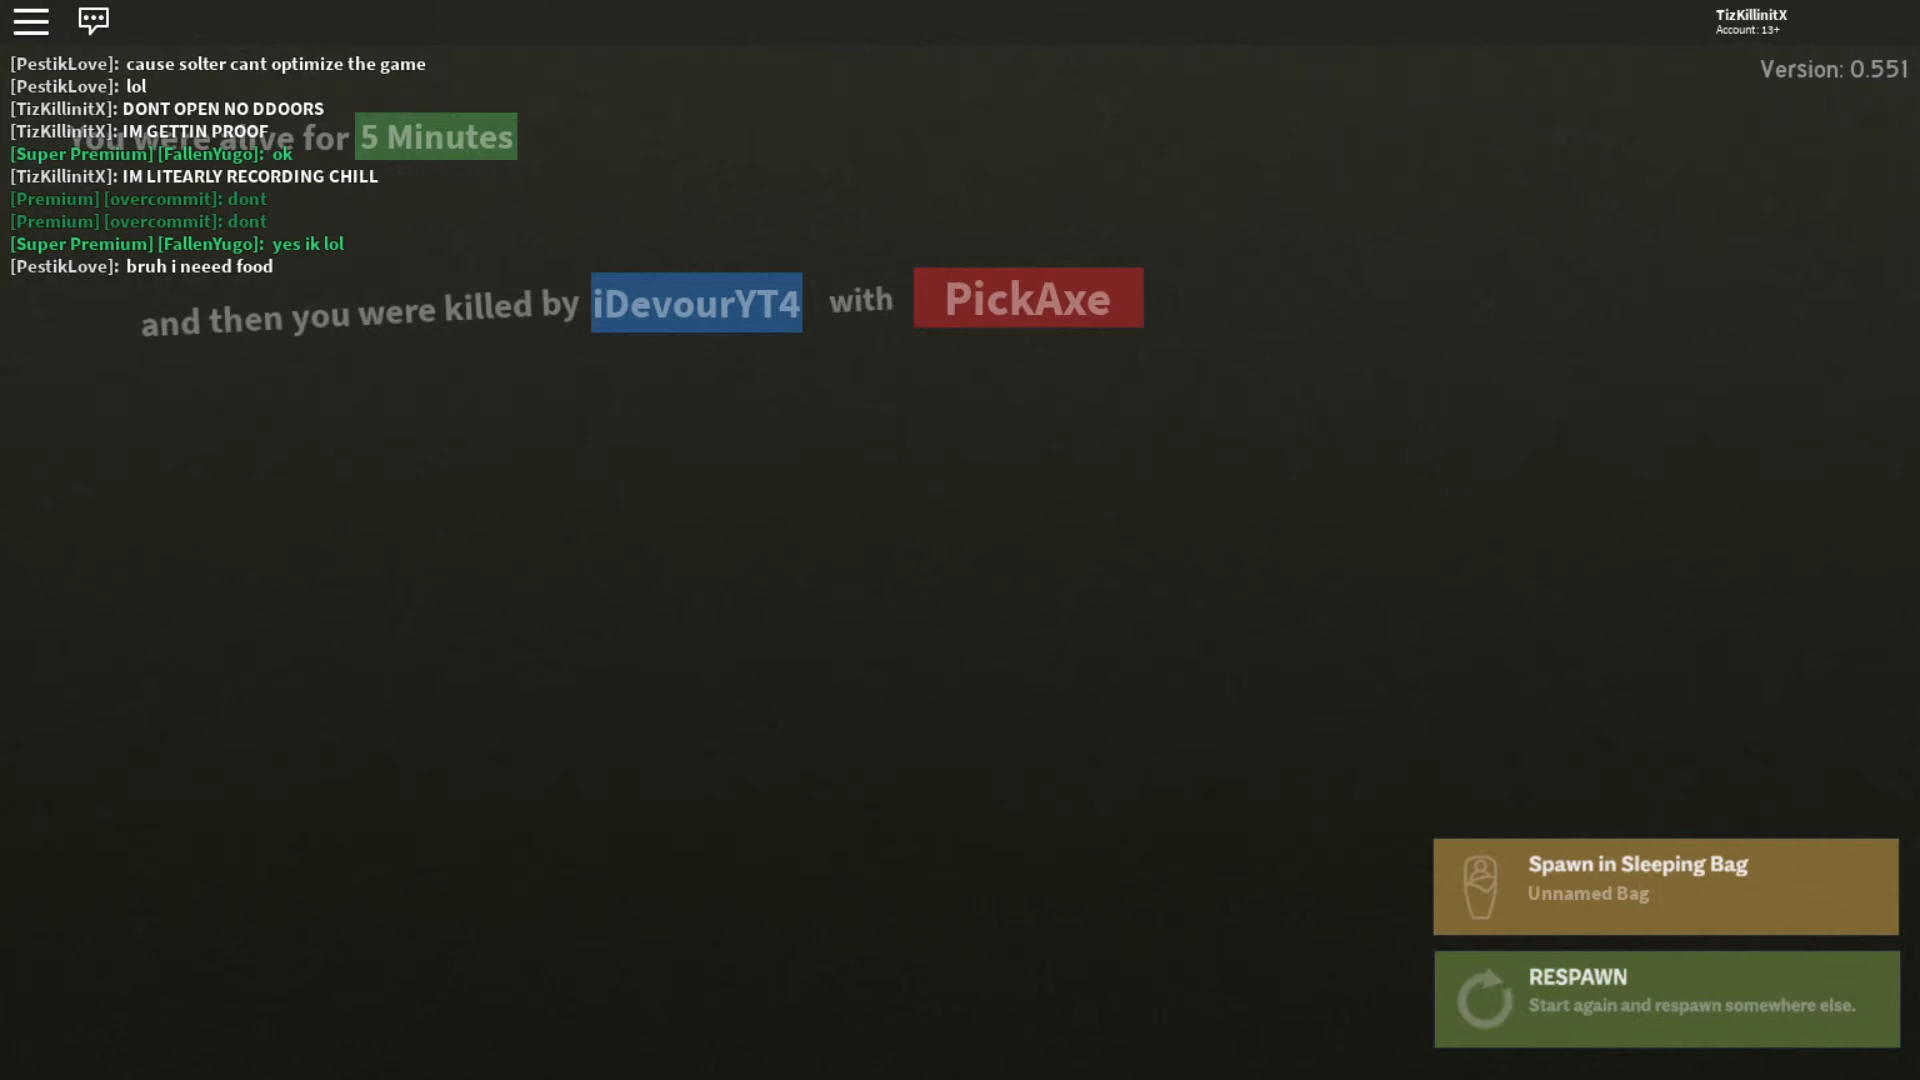 TizKillinitX
Account: 13+
Version: 0.551
[PestikLove]: cause solter cant optimize the game
[PestikLove]: lol
[TizKillinitX]: DONT OPEN NO DDOORS
[TizKillinitX]: IM GETTIN PROOF
You were alive for 5 Minutes
[Super Premium] [FallenYugo]: ok
[TizKillinitX]: IM LITEARLY RECORDING CHILL
[Premium] [overcommit]: dont
[Premium] [overcommit]: dont
[Super Premium] [FallenYugo]: yes ik lol
[PestikLove]: bruh i neeed food
and then you were killed by iDevourYT4 with PickAxe
Spawn in Sleeping Bag
Unnamed Bag
RESPAWN
Start again and respawn somewhere else.